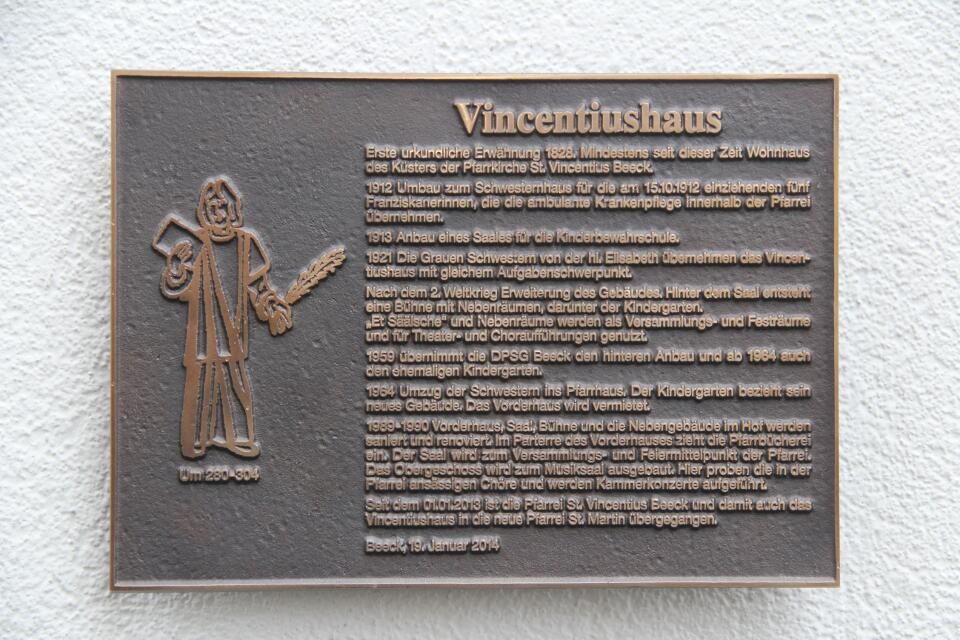 Vincentiushaus
Erste urkundliche Erwähnung 1828. Mindestens seit dieser Zeit Wohnhaus
des Küsters der Pfarrkirche St. Vincentius Beeck.
1912 Umbau zum Schwesternhaus für die am 15.10.1912 einziehenden fünf
Franziskanerinnen, die die ambulante Krankenpflege innerhalb der Pfarrei
übernehmen.
1913 Anbau eines Saales für die Kinderbewahrschule.
1921 Die Grauen Schwestern von der hl. Elisabeth übernehmen das Vincen-
tiushaus mit gleichem Aufgabenschwerpunkt.
Nach dem 2. Weltkrieg Erweiterung des Gebäudes. Hinter dem Saal entsteht
eine Bühne mit Nebenräumen, darunter der Kindergarten.
„Et Säälsche“ und Nebenräume werden als Versammlungs- und Festräume
und für Theater- und Choraufführungen genutzt.
1959 übernimmt die DPSG Beeck den hinteren Anbau und ab 1964 auch
den ehemaligen Kindergarten.
1964 Umzug der Schwestern ins Pfarrhaus. Der Kindergarten bezieht sein
neues Gebäude. Das Vorderhaus wird vermietet.
1989-1990 Vorderhaus, Saal, Bühne und die Nebengebäude im Hof werden
saniert und renoviert. Im Parterre des Vorderhauses zieht die Pfarrbücherei
ein. Der Saal wird zum Versammlungs- und Feiermittelpunkt der Pfarrei.
Das Obergeschoss wird zum Musiksaal ausgebaut. Hier proben die in der
Pfarrei ansässigen Chöre und werden Kammerkonzerte aufgeführt.
Seit dem 01.01.2013 ist die Pfarrei St. Vincentius Beeck und damit auch das
Vincentiushaus in die neue Pfarrei St. Martin übergegangen.
Beeck, 19. Januar 2014
Um 280-304